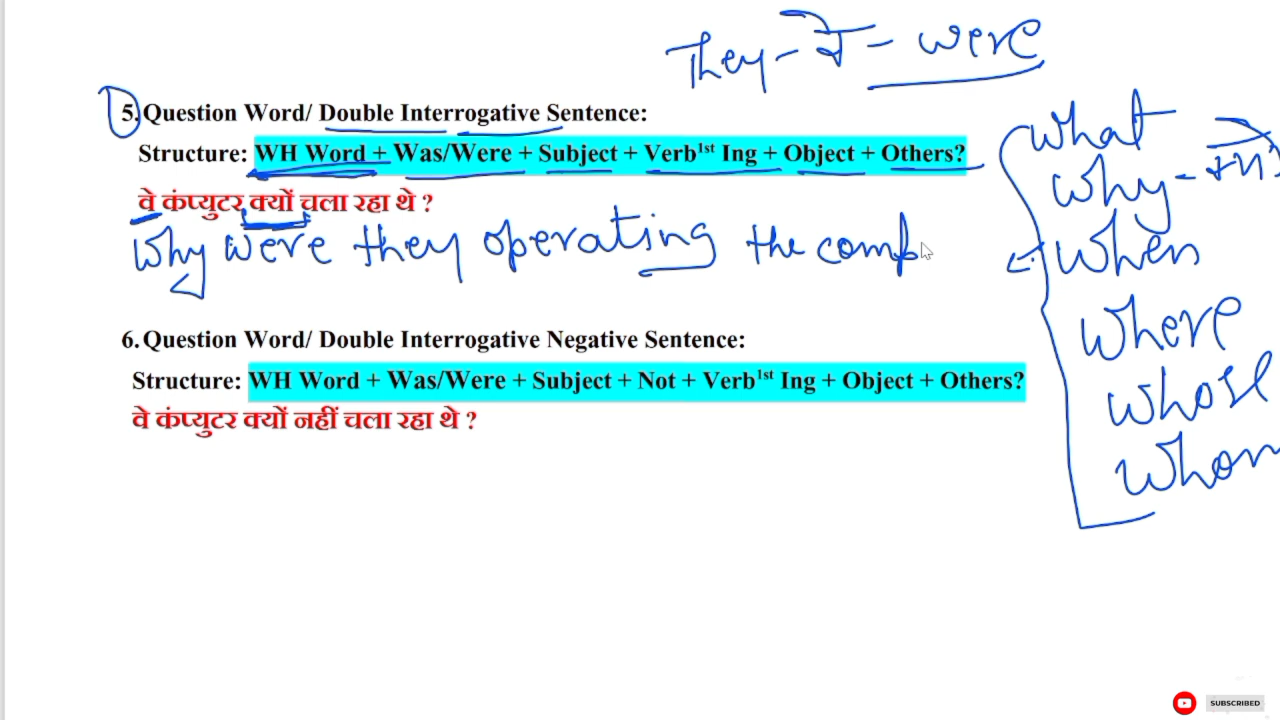 They - वे - were
5. Question Word/ Double Interrogative Sentence:
Structure: WH Word + Was/Were + Subject + Verb1st Ing + Object + Others?
वे कंप्युटर क्यों चला रहा थे ?
Why were they operating the comp
6. Question Word/ Double Interrogative Negative Sentence:
Structure: WH Word + Was/Were + Subject + Not + Verb1st Ing + Object + Others?
वे कंप्युटर क्यों नहीं चला रहा थे ?
what
why -
when
where
whose
whom
SUBSCRIBED